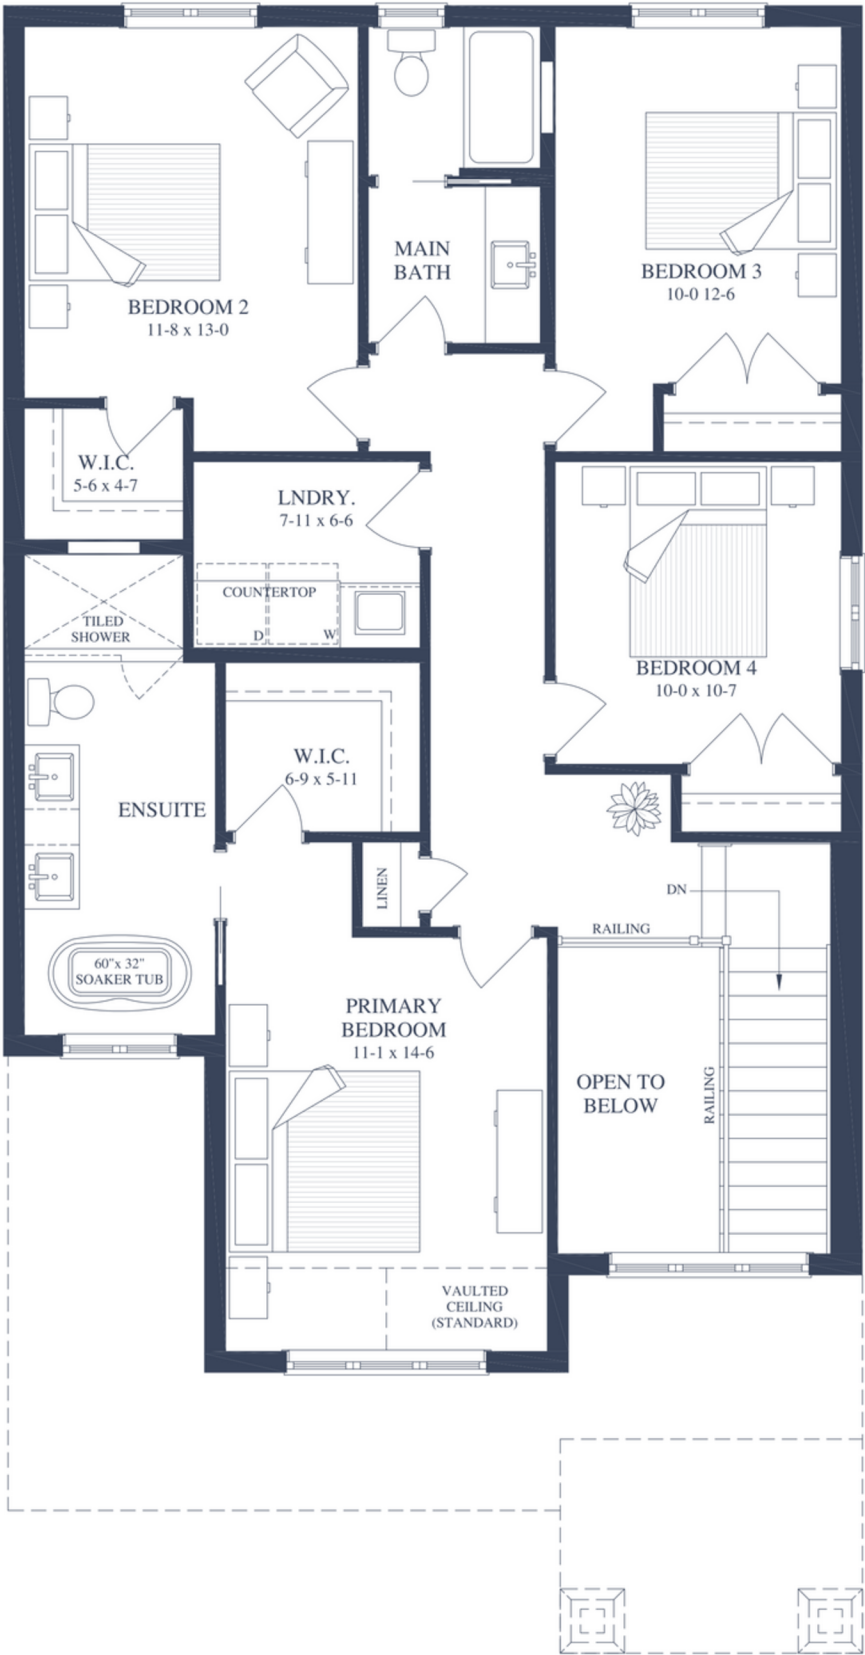 MAIN
BATH
BEDROOM 3
10-0 12-6
BEDROOM 2
11-8 x 13-0
W.I.C.
5-6 x 4-7
LNDRY.
7-11 x 6-6
COUNTERTOP
D
W
TILED
SHOWER
BEDROOM 4
10-0 x 10-7
W.I.C.
6-9 x 5-11
ENSUITE
LINEN
DN
RAILING
60"x 32"
SOAKER TUB
PRIMARY
BEDROOM
11-1 x 14-6
OPEN TO
BELOW
RAILING
VAULTED
CEILING
(STANDARD)